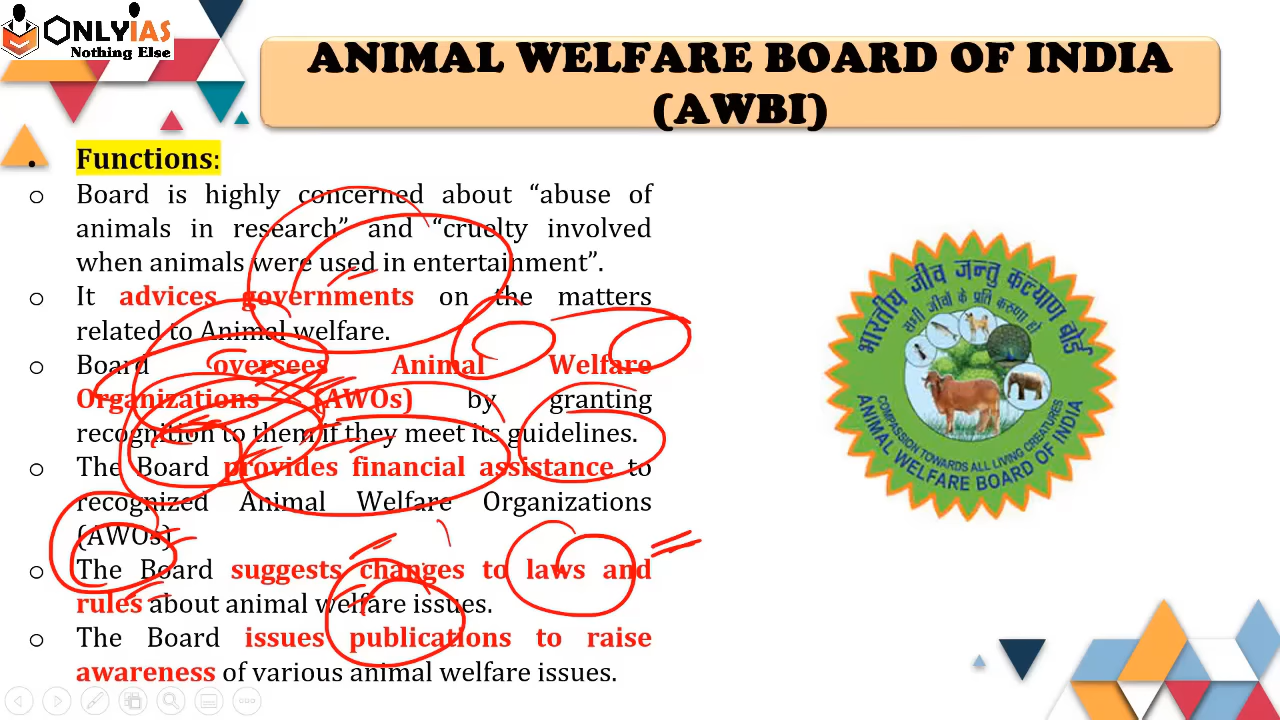 ONLYIAS
Nothing Else
ANIMAL WELFARE BOARD OF INDIA
(AWBI)
• Functions:
o Board is highly concerned about “abuse of
animals in research” and “cruelty involved
when animals were used in entertainment”.
o It advices governments on the matters
related to Animal welfare.
o Board oversees Animal Welfare
Organizations (AWOs) by granting
recognition to them if they meet its guidelines.
o The Board provides financial assistance to
recognized Animal Welfare Organizations
(AWOs).
o The Board suggests changes to laws and
rules about animal welfare issues.
o The Board issues publications to raise
awareness of various animal welfare issues.
भारतीय जीव जन्तु कल्याण बोर्ड
सभी जीवों के प्रति करुणा हो
COMPASSION TOWARDS ALL LIVING CREATURES
ANIMAL WELFARE BOARD OF INDIA